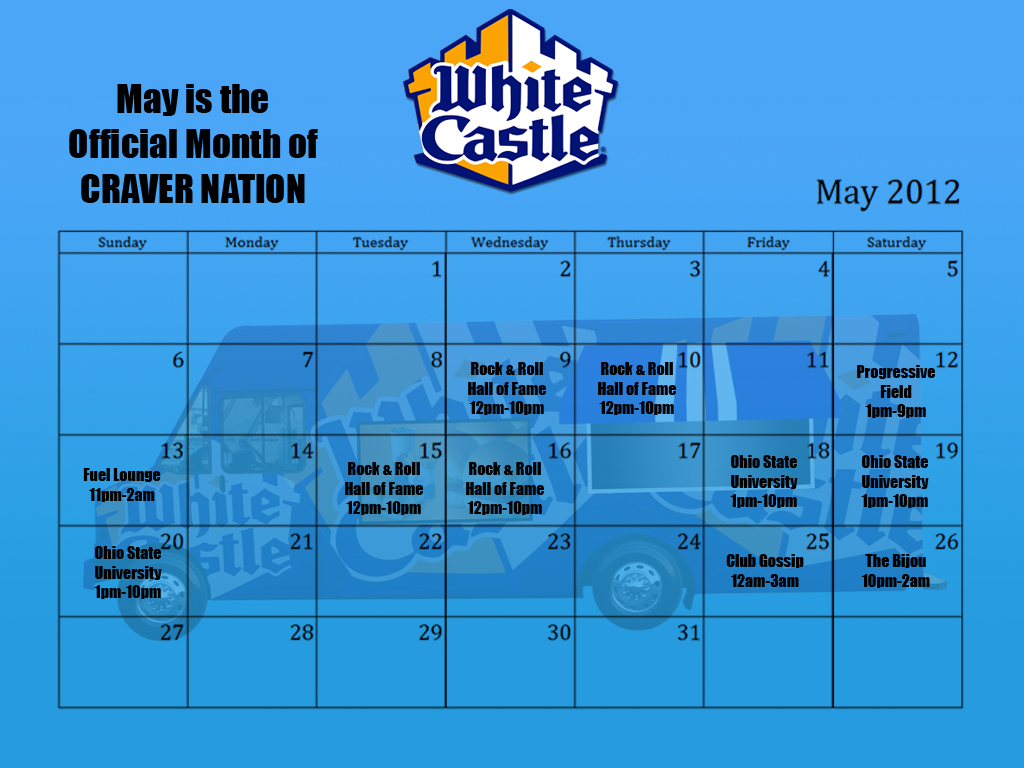 May is the
Official Month of
CRAVER NATION
White
Castle
®
May 2012
Sunday Monday Tuesday Wednesday Thursday Friday Saturday
1 2 3 4 5
6 7 8 9 10 11 12
Rock & Roll
Hall of Fame
12pm-10pm
Rock & Roll
Hall of Fame
12pm-10pm
Progressive
Field
1pm-9pm
13 14 15 16 17 18 19
Fuel Lounge
11pm-2am
Rock & Roll
Hall of Fame
12pm-10pm
Rock & Roll
Hall of Fame
12pm-10pm
Ohio State
University
1pm-10pm
Ohio State
University
1pm-10pm
20 21 22 23 24 25 26
Ohio State
University
1pm-10pm
Club Gossip
12am-3am
The Bijou
10pm-2am
27 28 29 30 31
White
Castle
White
Castle